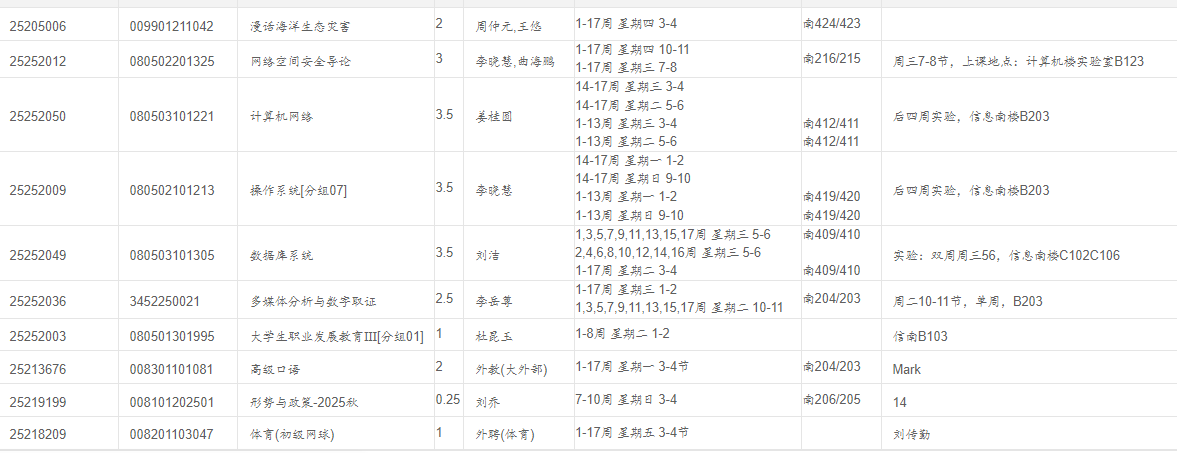 25205006 009901211042 漫话海洋生态灾害 2 周仲元,王悠 1-17周 星期四 3-4 南424/423
25252012 080502201325 网络空间安全导论 3 李晓慧,曲海鹏 1-17周 星期四 10-11 南216/215 周三7-8节，上课地点：计算机楼实验室B123
1-17周 星期三 7-8
25252050 080503101221 计算机网络 3.5 姜桂圆 14-17周 星期三 3-4 后四周实验，信息南楼B203
14-17周 星期二 5-6
1-13周 星期三 3-4 南412/411
1-13周 星期二 5-6 南412/411
25252009 080502101213 操作系统[分组07] 3.5 李晓慧 14-17周 星期一 1-2 后四周实验，信息南楼B203
14-17周 星期日 9-10
1-13周 星期一 1-2 南419/420
1-13周 星期日 9-10 南419/420
25252049 080503101305 数据库系统 3.5 刘洁 1,3,5,7,9,11,13,15,17周 星期三 5-6 南409/410 实验：双周周三56，信息南楼C102C106
2,4,6,8,10,12,14,16周 星期三 5-6
1-17周 星期二 3-4 南409/410
25252036 3452250021 多媒体分析与数字取证 2.5 李岳尊 1-17周 星期三 1-2 南204/203 周二10-11节，单周，B203
1,3,5,7,9,11,13,15,17周 星期二 10-11
25252003 080501301995 大学生职业发展教育III[分组01] 1 杜昆玉 1-8周 星期二 1-2 信南B103
25213676 008301101081 高级口语 2 外教(大外部) 1-17周 星期一 3-4节 南204/203 Mark
25219199 008101202501 形势与政策-2025秋 0.25 刘乔 7-10周 星期日 3-4 南206/205 14
25218209 008201103047 体育(初级网球) 1 外聘(体育) 1-17周 星期五 3-4节 刘传勤